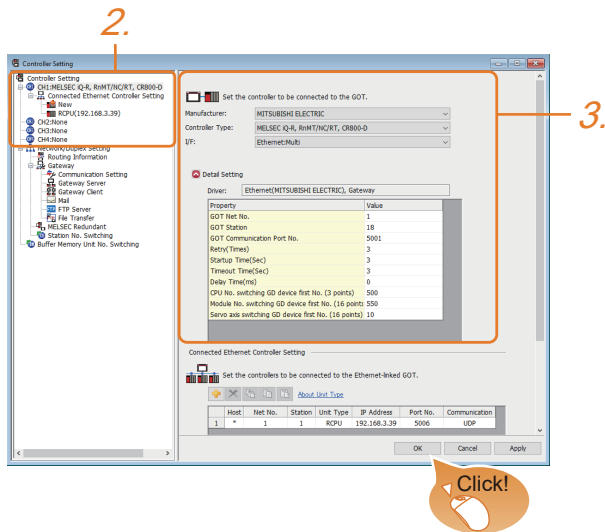 2.
Controller Setting
Controller Setting
CH1:MELSEC iQ-R, RnMT/NC/RT, CR800-D
Connected Ethernet Controller Setting
New
RCPU(192.168.3.39)
CH2:None
CH3:None
CH4:None
Network/Duplex Setting
Routing Information
Gateway
Communication Setting
Gateway Server
Gateway Client
Mail
FTP Server
File Transfer
MELSEC Redundant
Station No. Switching
Buffer Memory Unit No. Switching
Set the controller to be connected to the GOT.
Manufacturer: MITSUBISHI ELECTRIC
Controller Type: MELSEC iQ-R, RnMT/NC/RT, CR800-D
I/F: Ethernet:Multi
3.
Detail Setting
Driver: Ethernet(MITSUBISHI ELECTRIC), Gateway
Property Value
GOT Net No. 1
GOT Station 18
GOT Communication Port No. 5001
Retry(Times) 3
Startup Time(Sec) 3
Timeout Time(Sec) 3
Delay Time(ms) 0
CPU No. switching GD device first No. (3 points) 500
Module No. switching GD device first No. (16 points 550
Servo axis switching GD device first No. (16 points) 10
Connected Ethernet Controller Setting
Set the controllers to be connected to the Ethernet-linked GOT.
About Unit Type
Host Net No. Station Unit Type IP Address Port No. Communication
1 * 1 1 RCPU 192.168.3.39 5006 UDP
OK Cancel Apply
Click!